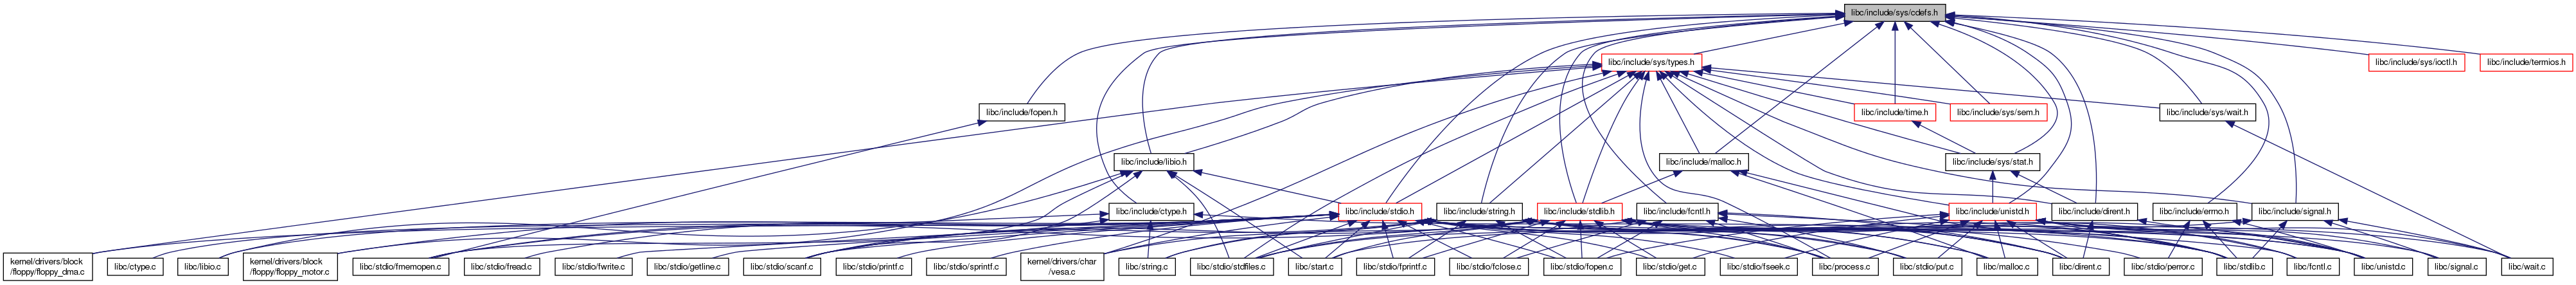 libc/include/sys/cdefs.h
libc/include/sys/types.h
libc/include/sys/ioctl.h
libc/include/termios.h
libc/include/fopen.h
libc/include/time.h
libc/include/sys/sem.h
libc/include/sys/wait.h
libc/include/libio.h
libc/include/malloc.h
libc/include/sys/stat.h
libc/include/ctype.h
libc/include/stdio.h
libc/include/string.h
libc/include/stdlib.h
libc/include/fcntl.h
libc/include/unistd.h
libc/include/dirent.h
libc/include/errno.h
libc/include/signal.h
kernel/drivers/block
/floppy/floppy_dma.c
libc/ctype.c
libc/libio.c
kernel/drivers/block
/floppy/floppy_motor.c
libc/stdio/fmemopen.c
libc/stdio/fread.c
libc/stdio/fwrite.c
libc/stdio/getline.c
libc/stdio/scanf.c
libc/stdio/printf.c
libc/stdio/sprintf.c
kernel/drivers/char
/vesa.c
libc/string.c
libc/stdio/stdfiles.c
libc/start.c
libc/stdio/fprintf.c
libc/stdio/fclose.c
libc/stdio/fopen.c
libc/stdio/get.c
libc/stdio/fseek.c
libc/process.c
libc/stdio/put.c
libc/malloc.c
libc/dirent.c
libc/stdio/perror.c
libc/stdlib.c
libc/fcntl.c
libc/unistd.c
libc/signal.c
libc/wait.c